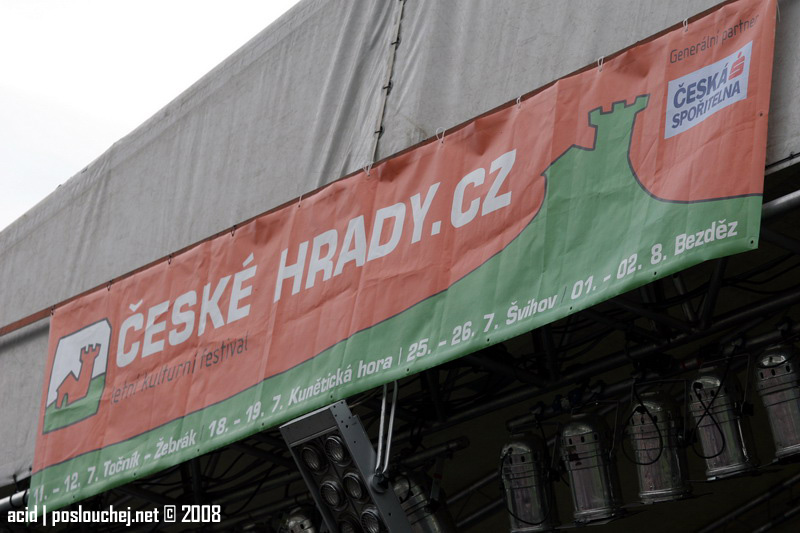 Generální partner
ČESKÁ
SPOŘITELNA
ČESKÉ HRADY.CZ
letní kulturní festival
11. - 12. 7. Točník - Žebrák | 18. - 19. 7. Kunětická hora | 25. - 26. 7. Švihov | 01. - 02. 8. Bezděz
acid | poslouchej.net © 2008